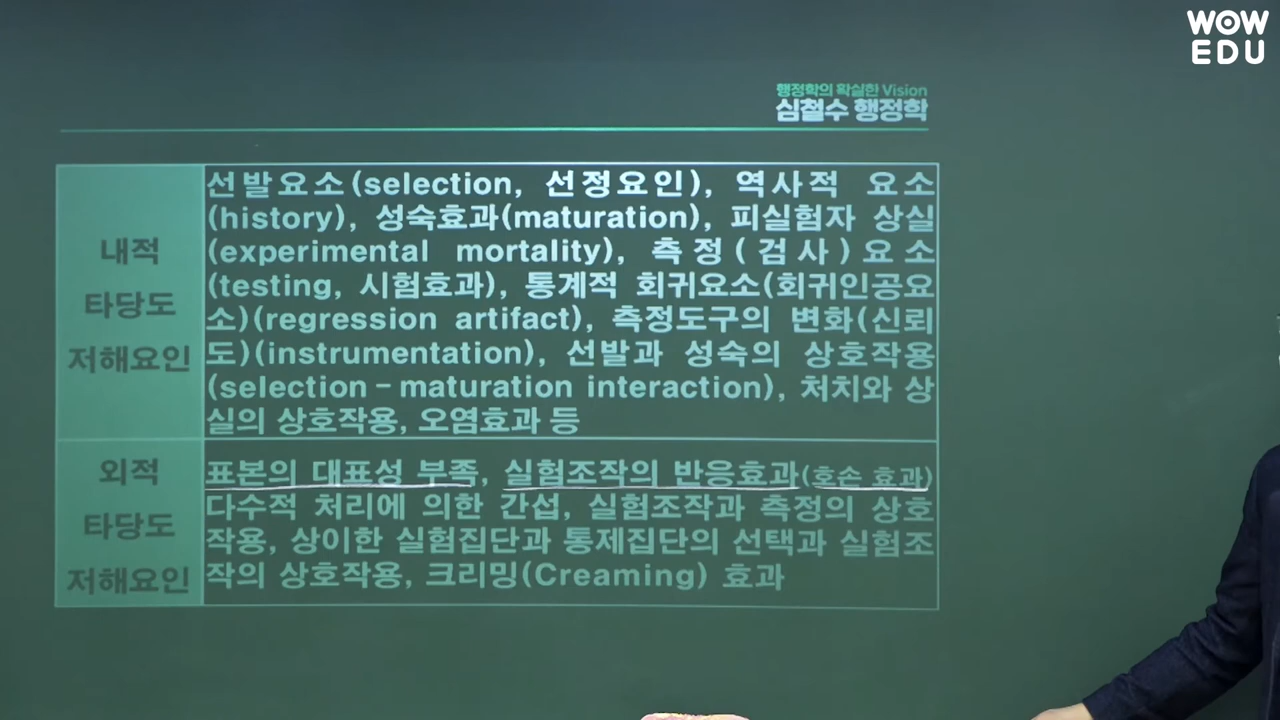 WOW
EDU
행정학의 확실한 Vision
심철수 행정학
내적
타당도
저해요인
선발요소(selection, 선정요인), 역사적 요소
(history), 성숙효과(maturation), 피실험자 상실
(experimental mortality), 측정(검사)요소
(testing, 시험효과), 통계적 회귀요소(회귀인공요
소)(regression artifact), 측정도구의 변화(신뢰
도)(instrumentation), 선발과 성숙의 상호작용
(selection-maturation interaction), 처치와 상
실의 상호작용, 오염효과 등
외적
타당도
저해요인
표본의 대표성 부족, 실험조작의 반응효과(호손 효과)
다수적 처리에 의한 간섭, 실험조작과 측정의 상호
작용, 상이한 실험집단과 통제집단의 선택과 실험조
작의 상호작용, 크리밍(Creaming) 효과